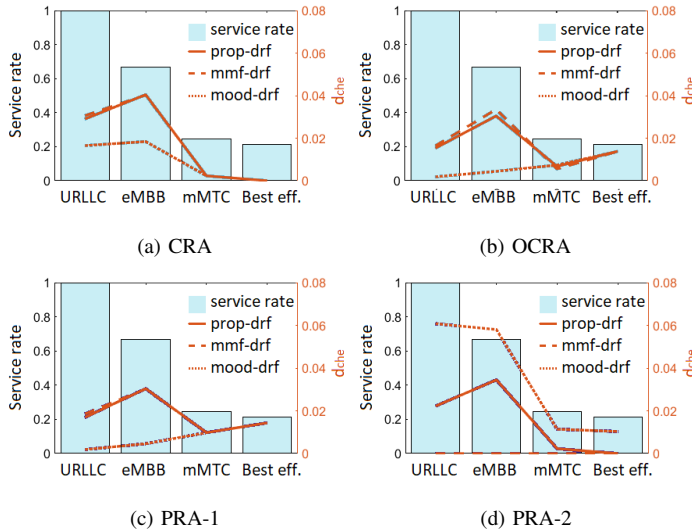 1
0.8
0.6
0.4
0.2
0
Service rate
service rate
prop-drf
mmf-drf
mood-drf
0.08
0.06
0.04
0.02
0
dche
URLLC eMBB mMTC Best eff.
(a) CRA
1
0.8
0.6
0.4
0.2
0
Service rate
service rate
prop-drf
mmf-drf
mood-drf
0.08
0.06
0.04
0.02
0
dche
URLLC eMBB mMTC Best eff.
(b) OCRA
1
0.8
0.6
0.4
0.2
0
Service rate
service rate
prop-drf
mmf-drf
mood-drf
0.08
0.06
0.04
0.02
0
dche
URLLC eMBB mMTC Best eff.
(c) PRA-1
1
0.8
0.6
0.4
0.2
0
Service rate
service rate
prop-drf
mmf-drf
mood-drf
0.08
0.06
0.04
0.02
0
dche
URLLC eMBB mMTC Best eff.
(d) PRA-2